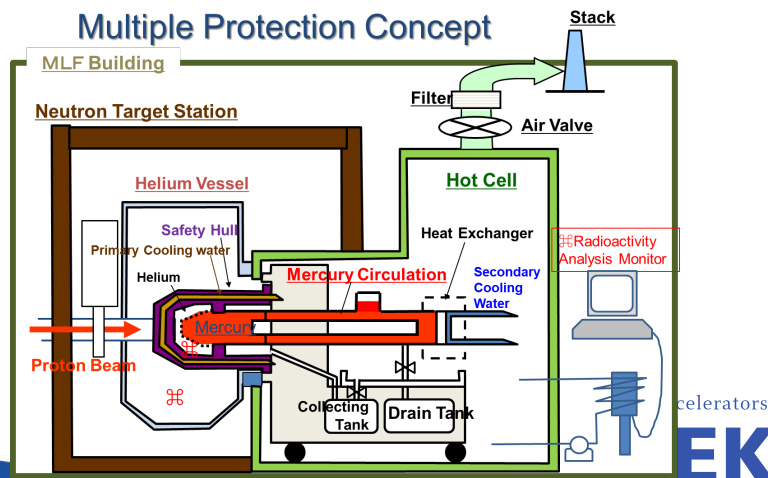 Multiple Protection Concept
Stack
MLF Building
Filter
Neutron Target Station
Air Valve
Helium Vessel
Hot Cell
Safety Hull
Heat Exchanger
Primary Cooling water
⌘Radioactivity
Analysis Monitor
Helium
Mercury Circulation
Secondary
Cooling
Water
Mercury
Proton Beam
Collecting
Tank
Drain Tank
celerators
EK